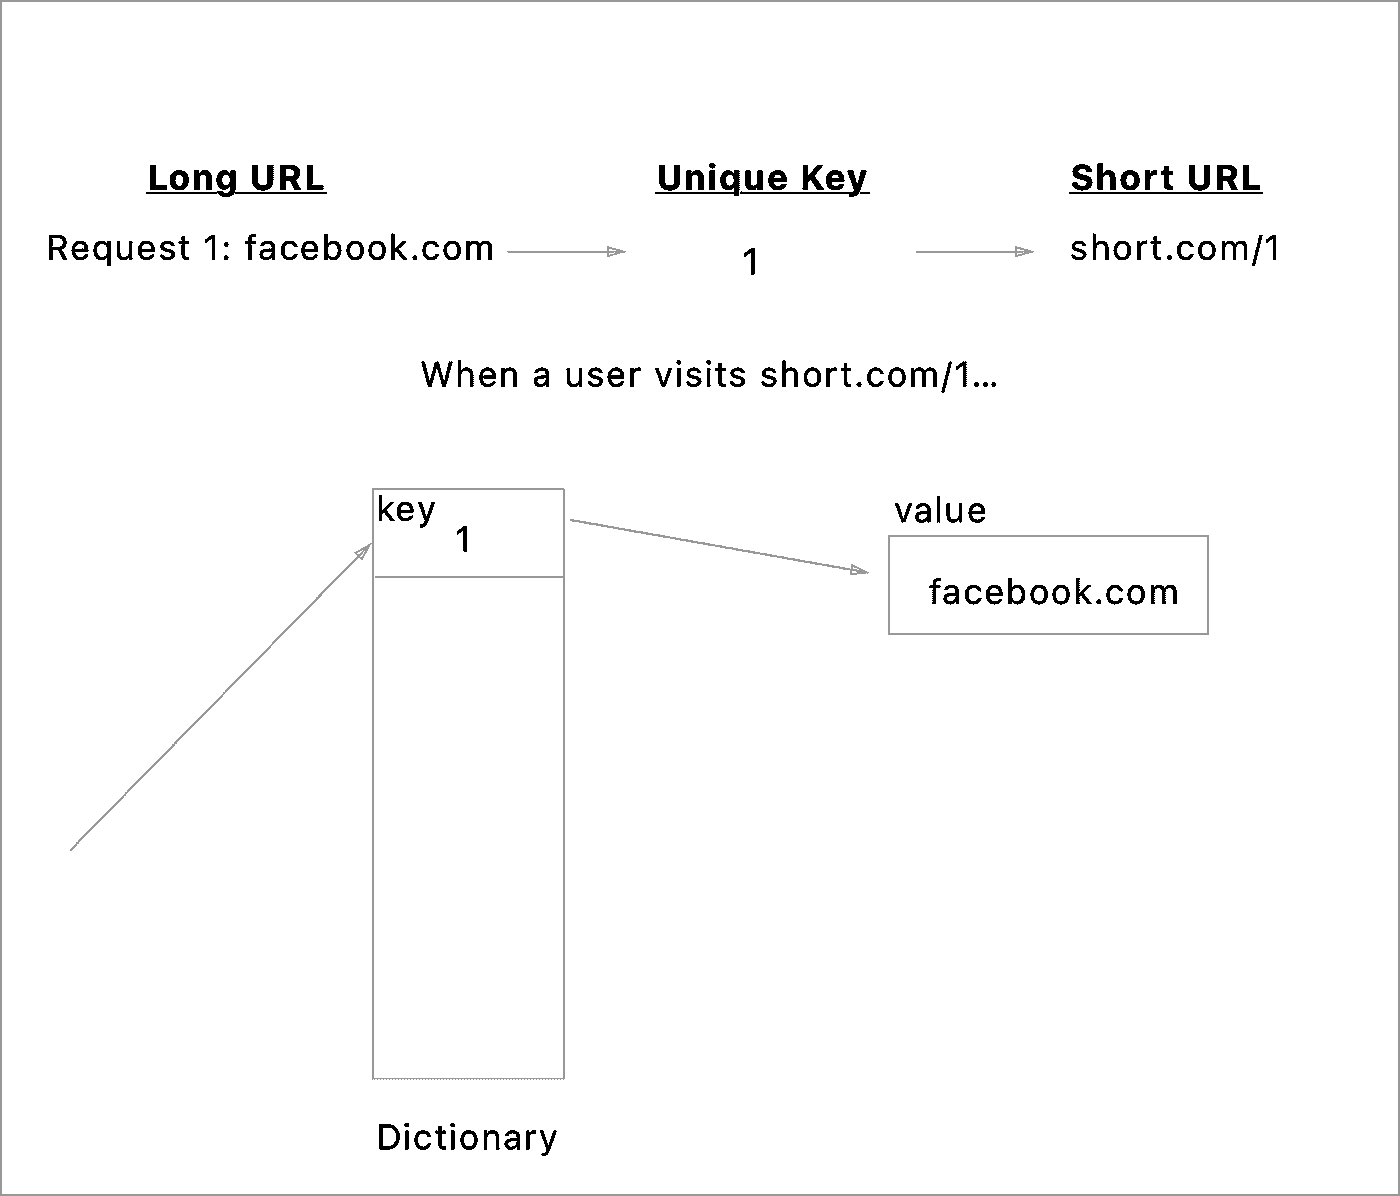 Long URL Unique Key Short URL
Request 1: facebook.com 1 short.com/1
When a user visits short.com/1...
key
1
value
facebook.com
Dictionary